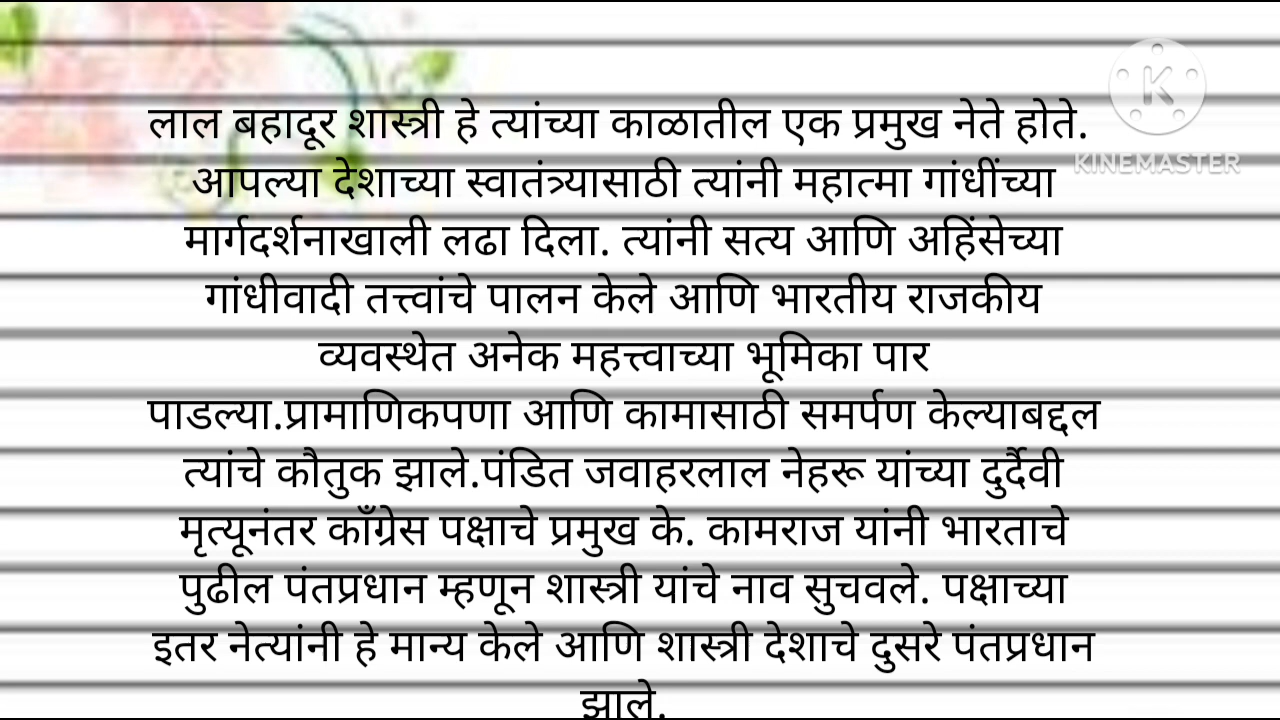 लाल बहादूर शास्त्री हे त्यांच्या काळातील एक प्रमुख नेते होते.
आपल्या देशाच्या स्वातंत्र्यासाठी त्यांनी महात्मा गांधींच्या
मार्गदर्शनाखाली लढा दिला. त्यांनी सत्य आणि अहिंसेच्या
गांधीवादी तत्त्वांचे पालन केले आणि भारतीय राजकीय
व्यवस्थेत अनेक महत्त्वाच्या भूमिका पार
पाडल्या.प्रामाणिकपणा आणि कामासाठी समर्पण केल्याबद्दल
त्यांचे कौतुक झाले.पंडित जवाहरलाल नेहरू यांच्या दुर्दैवी
मृत्यूनंतर काँग्रेस पक्षाचे प्रमुख के. कामराज यांनी भारताचे
पुढील पंतप्रधान म्हणून शास्त्री यांचे नाव सुचवले. पक्षाच्या
इतर नेत्यांनी हे मान्य केले आणि शास्त्री देशाचे दुसरे पंतप्रधान
झाले.
K
KINEMASTER